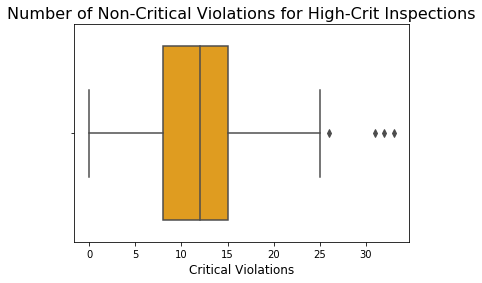 Number of Non-Critical Violations for High-Crit Inspections
0 5 10 15 20 25 30
Critical Violations